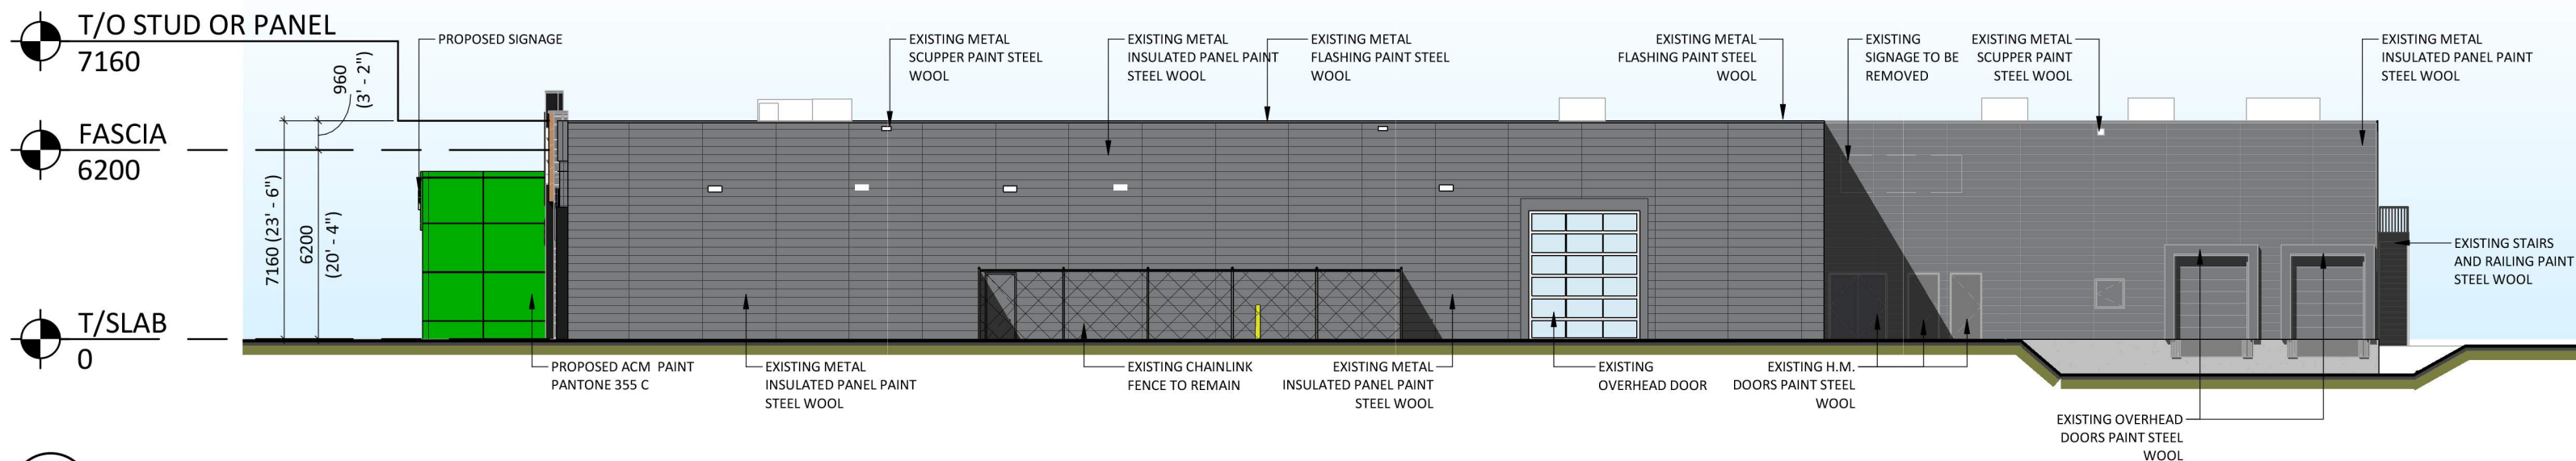 T/O STUD OR PANEL
7160
FASCIA
6200
T/SLAB
0
960
(3' - 2")
7160 (23' - 6")
6200
(20' - 4")
PROPOSED SIGNAGE
EXISTING METAL
SCUPPER PAINT STEEL
WOOL
EXISTING METAL
INSULATED PANEL PAINT
STEEL WOOL
EXISTING METAL
FLASHING PAINT STEEL
WOOL
EXISTING METAL
FLASHING PAINT STEEL
WOOL
EXISTING
SIGNAGE TO BE
REMOVED
EXISTING METAL
SCUPPER PAINT
STEEL WOOL
EXISTING METAL
INSULATED PANEL PAINT
STEEL WOOL
EXISTING STAIRS
AND RAILING PAINT
STEEL WOOL
PROPOSED ACM PAINT
PANTONE 355 C
EXISTING METAL
INSULATED PANEL PAINT
STEEL WOOL
EXISTING CHAINLINK
FENCE TO REMAIN
EXISTING METAL
INSULATED PANEL PAINT
STEEL WOOL
EXISTING
OVERHEAD DOOR
EXISTING H.M.
DOORS PAINT STEEL
WOOL
EXISTING OVERHEAD
DOORS PAINT STEEL
WOOL